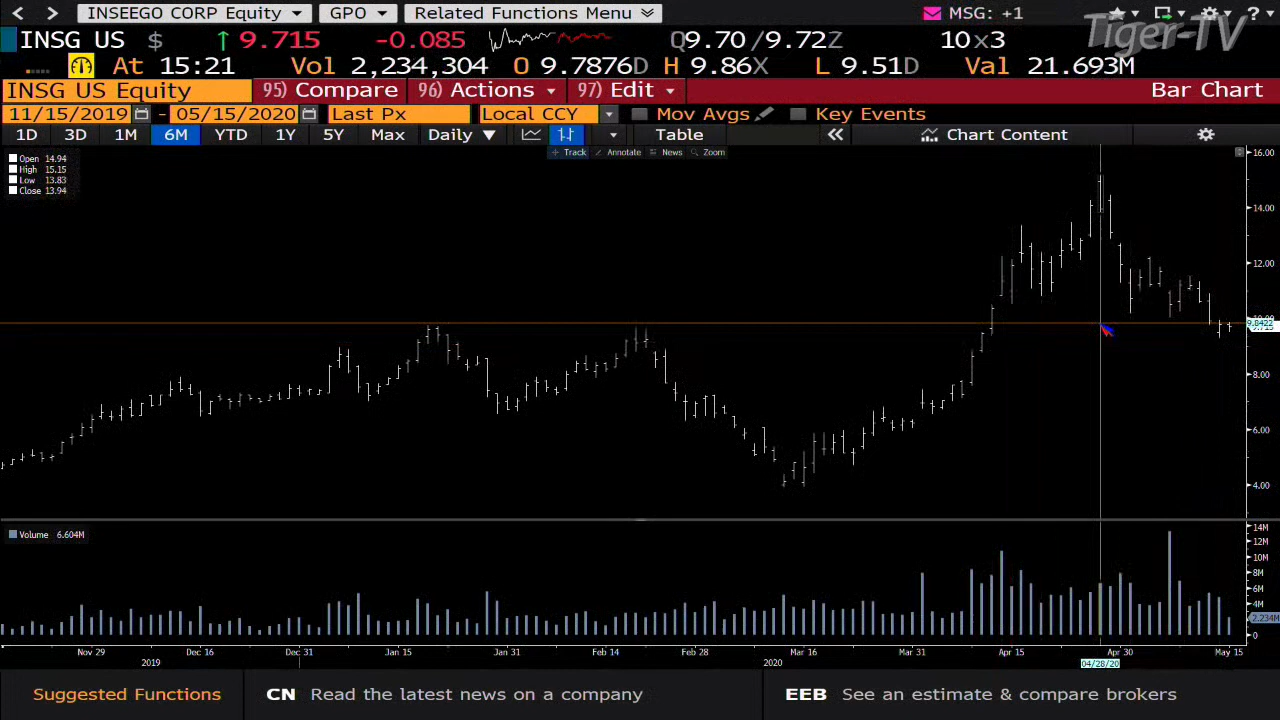 INSEEGO CORP Equity GPO Related Functions Menu MSG: +1 ?
Tiger-TV
INSG US $ 9.715 -0.085 Q9.70 /9.72Z 10x3
At 15:21 Vol 2,234,304 O 9.7876D H 9.86X L 9.51D Val 21.693M
INSG US Equity 95) Compare 96) Actions 97) Edit Bar Chart
11/15/2019 - 05/15/2020 Last Px Local CCY Mov Avgs Key Events
1D 3D 1M 6M YTD 1Y 5Y Max Daily Table Chart Content
Track Annotate News Zoom
Open 14.94
High 15.15
Low 13.83
Close 13.94
16.00
14.00
12.00
9.8422
8.00
6.00
4.00
Volume 6.604M
14M
12M
10M
8M
6M
4M
2.234M
0
Nov 29 Dec 16 Dec 31 Jan 15 Jan 31 Feb 14 Feb 28 Mar 16 Mar 31 Apr 15 Apr 30 May 15
2019 2020 04/28/20
Suggested Functions CN Read the latest news on a company EEB See an estimate & compare brokers